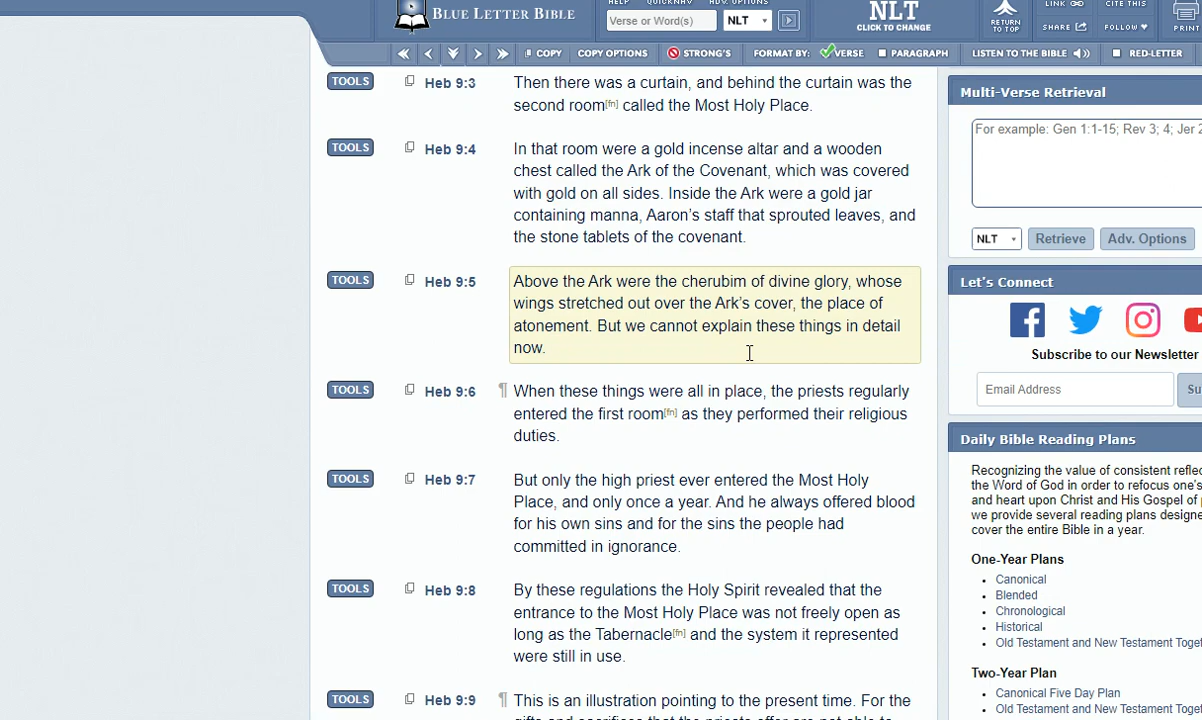 HELP QUICKNAV ADV. OPTIONS
BLUE LETTER BIBLE
Verse or Word(s)
NLT
NLT
CLICK TO CHANGE
RETURN
TO TOP
LINK
CITE THIS
SHARE
FOLLOW
PRINT
COPY
COPY OPTIONS
STRONG'S
FORMAT BY:
VERSE
PARAGRAPH
LISTEN TO THE BIBLE
RED-LETTER
TOOLS
Heb 9:3
Then there was a curtain, and behind the curtain was the
second room[fn] called the Most Holy Place.
TOOLS
Heb 9:4
In that room were a gold incense altar and a wooden
chest called the Ark of the Covenant, which was covered
with gold on all sides. Inside the Ark were a gold jar
containing manna, Aaron’s staff that sprouted leaves, and
the stone tablets of the covenant.
TOOLS
Heb 9:5
Above the Ark were the cherubim of divine glory, whose
wings stretched out over the Ark’s cover, the place of
atonement. But we cannot explain these things in detail
now.
TOOLS
Heb 9:6
¶ When these things were all in place, the priests regularly
entered the first room[fn] as they performed their religious
duties.
TOOLS
Heb 9:7
But only the high priest ever entered the Most Holy
Place, and only once a year. And he always offered blood
for his own sins and for the sins the people had
committed in ignorance.
TOOLS
Heb 9:8
By these regulations the Holy Spirit revealed that the
entrance to the Most Holy Place was not freely open as
long as the Tabernacle[fn] and the system it represented
were still in use.
TOOLS
Heb 9:9
¶ This is an illustration pointing to the present time. For the
gifts and sacrifices that the priests offer are not able to
Multi-Verse Retrieval
For example: Gen 1:1-15; Rev 3; 4; Jer 2
NLT
Retrieve
Adv. Options
Let's Connect
Subscribe to our Newsletter
Email Address
Su
Daily Bible Reading Plans
Recognizing the value of consistent reflec
the Word of God in order to refocus one's
and heart upon Christ and His Gospel of p
we provide several reading plans designe
cover the entire Bible in a year.
One-Year Plans
Canonical
Blended
Chronological
Historical
Old Testament and New Testament Toget
Two-Year Plan
Canonical Five Day Plan
Old Testament and New Testament Toget